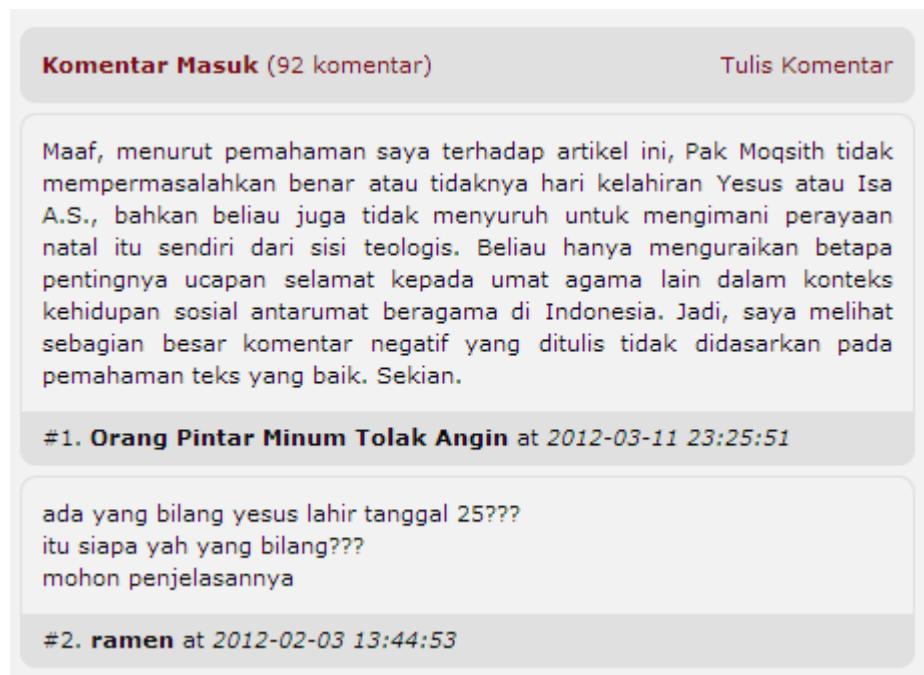 Komentar Masuk (92 komentar) Tulis Komentar
Maaf, menurut pemahaman saya terhadap artikel ini, Pak Moqsith tidak
mempermasalahkan benar atau tidaknya hari kelahiran Yesus atau Isa
A.S., bahkan beliau juga tidak menyuruh untuk mengimani perayaan
natal itu sendiri dari sisi teologis. Beliau hanya menguraikan betapa
pentingnya ucapan selamat kepada umat agama lain dalam konteks
kehidupan sosial antarumat beragama di Indonesia. Jadi, saya melihat
sebagian besar komentar negatif yang ditulis tidak didasarkan pada
pemahaman teks yang baik. Sekian.
#1. Orang Pintar Minum Tolak Angin at 2012-03-11 23:25:51
ada yang bilang yesus lahir tanggal 25???
itu siapa yah yang bilang???
mohon penjelasannya
#2. ramen at 2012-02-03 13:44:53